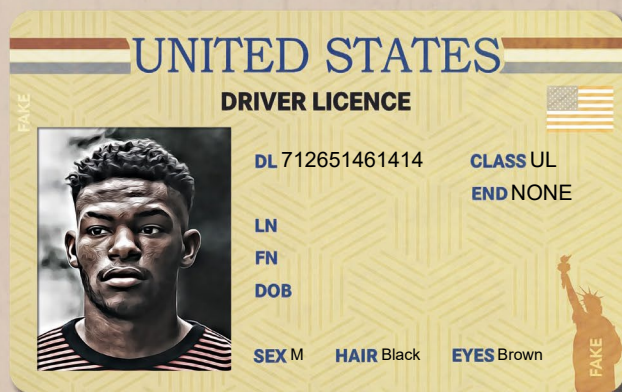 UNITED STATES
DRIVER LICENCE
FAKE
DL 712651461414 CLASS UL
END NONE
LN
FN
DOB
SEX M HAIR Black EYES Brown
FAKE